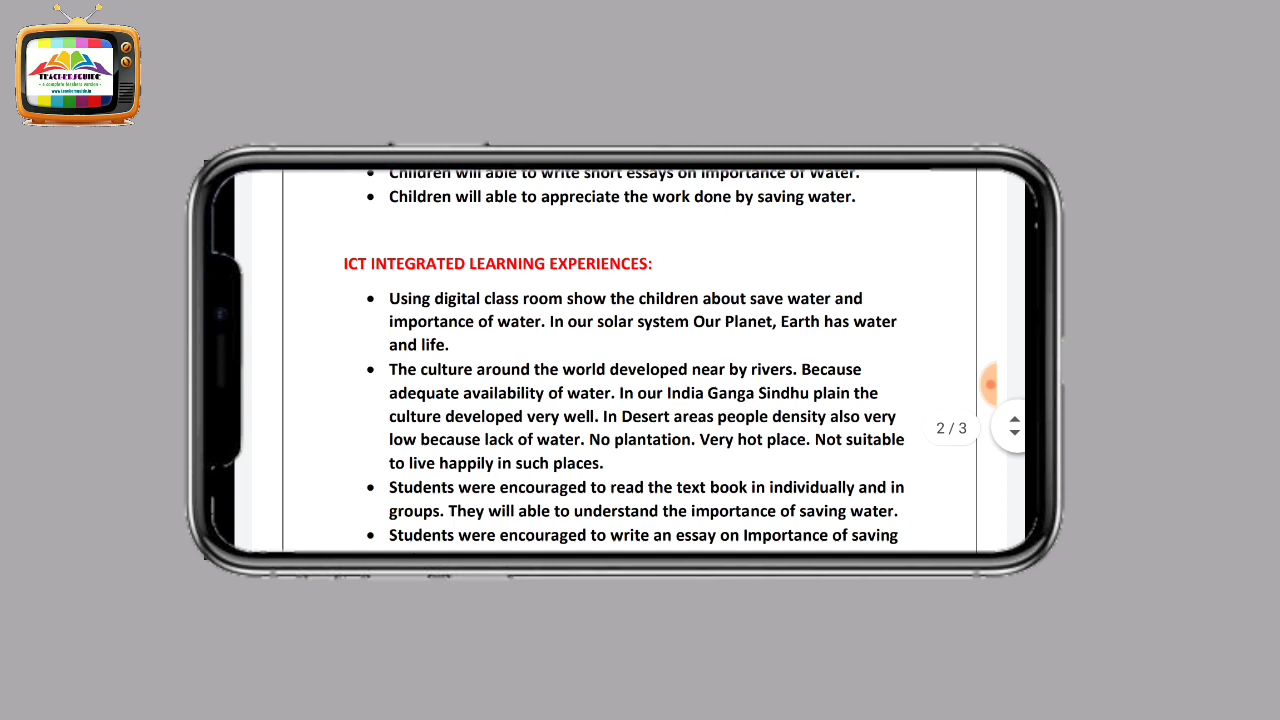 TEACHERSGUIDE
- a complete teachers version -
Children will able to write short essays on importance of Water.
• Children will able to appreciate the work done by saving water.
ICT INTEGRATED LEARNING EXPERIENCES:
• Using digital class room show the children about save water and
importance of water. In our solar system Our Planet, Earth has water
and life.
• The culture around the world developed near by rivers. Because
adequate availability of water. In our India Ganga Sindhu plain the
culture developed very well. In Desert areas people density also very
low because lack of water. No plantation. Very hot place. Not suitable
to live happily in such places.
• Students were encouraged to read the text book in individually and in
groups. They will able to understand the importance of saving water.
• Students were encouraged to write an essay on Importance of saving
2 / 3